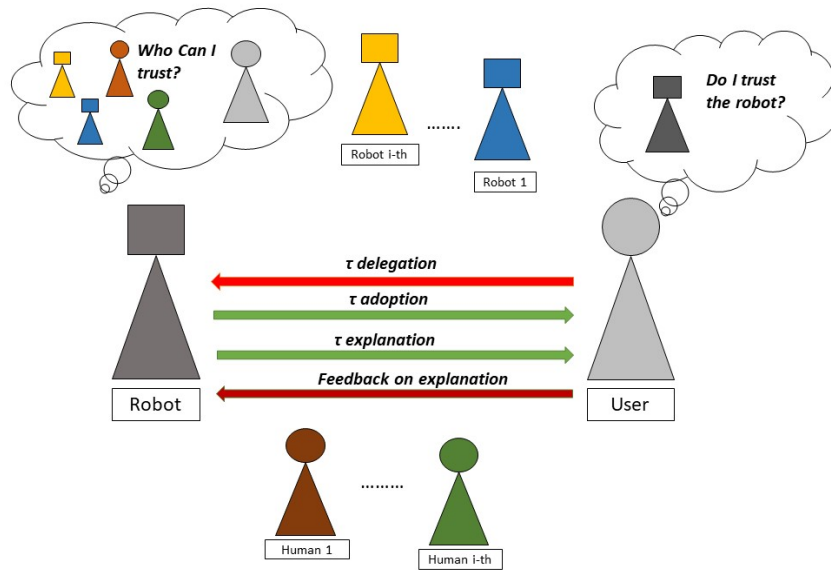 Who Can I
trust?
Do I trust
the robot?
.......
Robot i-th
Robot 1
τ delegation
τ adoption
τ explanation
Feedback on explanation
Robot
User
.........
Human 1
Human i-th